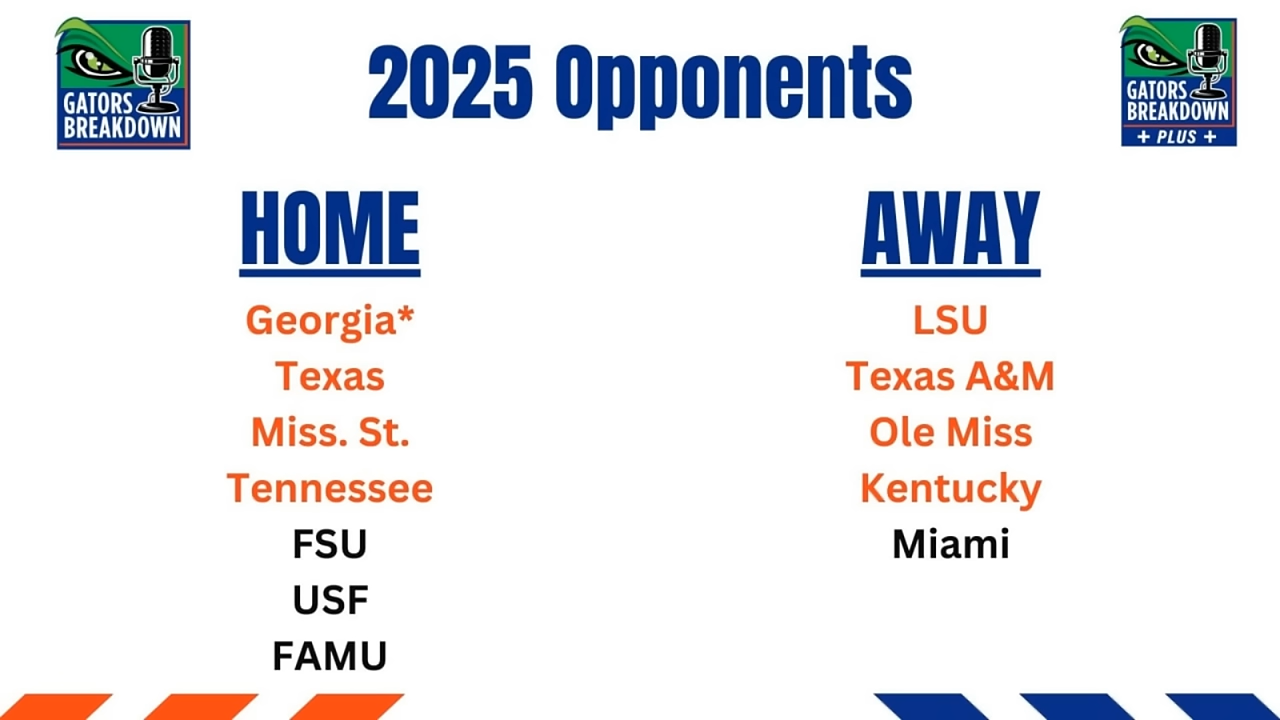 GATORS
BREAKDOWN
2025 Opponents
GATORS
BREAKDOWN
+ PLUS +
HOME
Georgia*
Texas
Miss. St.
Tennessee
FSU
USF
FAMU
AWAY
LSU
Texas A&M
Ole Miss
Kentucky
Miami